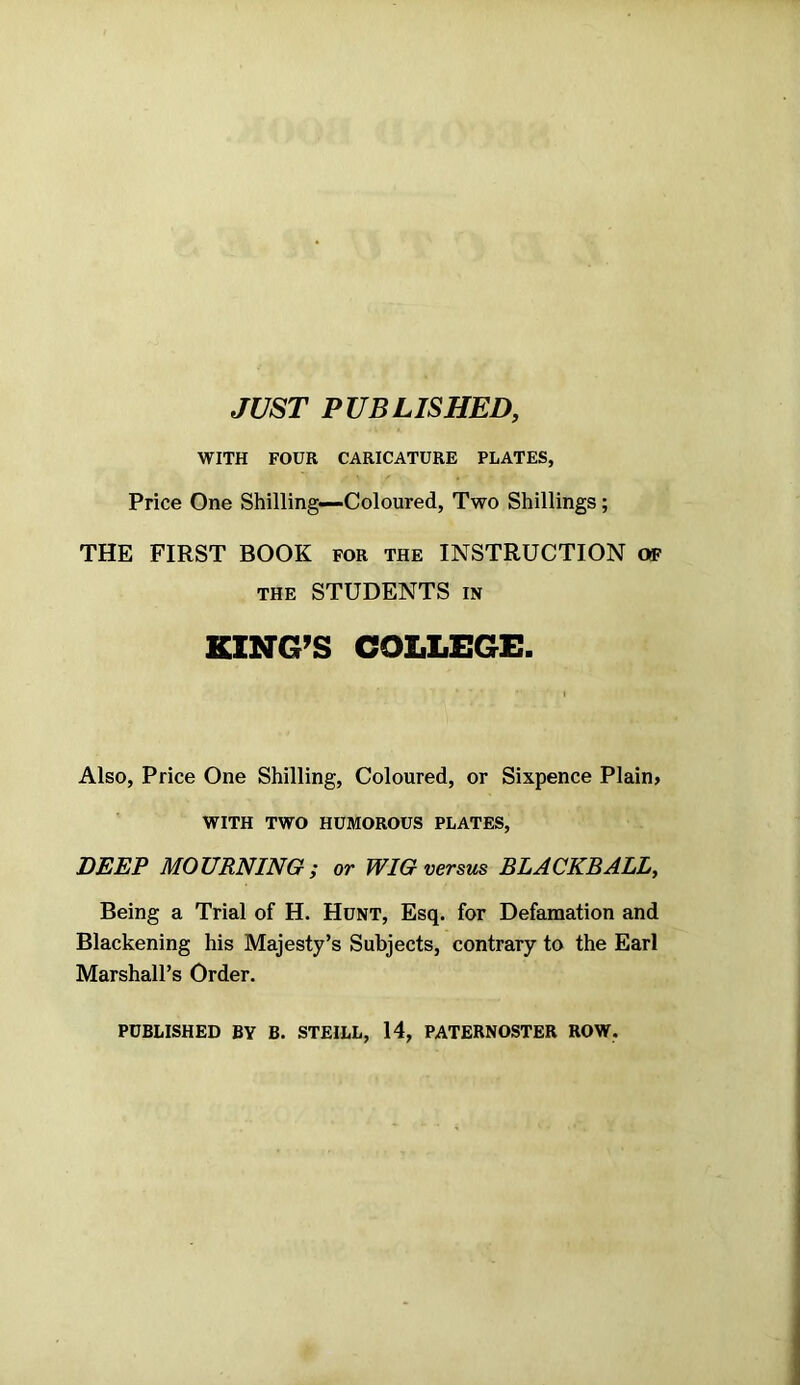 JUST PUBLISHED,
WITH FOUR CARICATURE PLATES,
Price One Shilling—Coloured, Two Shillings;
THE FIRST BOOK FOR THE INSTRUCTION OF
THE STUDENTS IN
KING'S COLLEGE.
Also, Price One Shilling, Coloured, or Sixpence Plain,
WITH TWO HUMOROUS PLATES,
DEEP MOURNING; or WIG versus BLACKBALL,
Being a Trial of H. HUNT, Esq. for Defamation and
Blackening his Majesty's Subjects, contrary to the Earl
Marshall's Order.
PUBLISHED BY B. STEILL, 14, PATERNOSTER ROW.